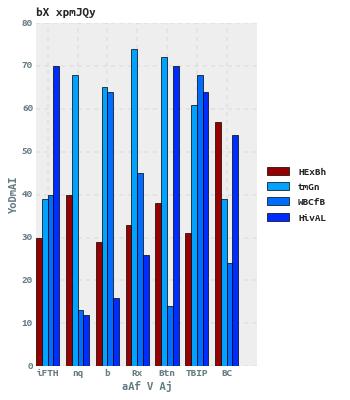 bX xpmJQy
80
70
60
50
40
30
20
10
0
YoDmAI
iFTH nq b Rx Btn TBIP BC
aAf V Aj
HExBh
tmGn
WBCfB
HivAL